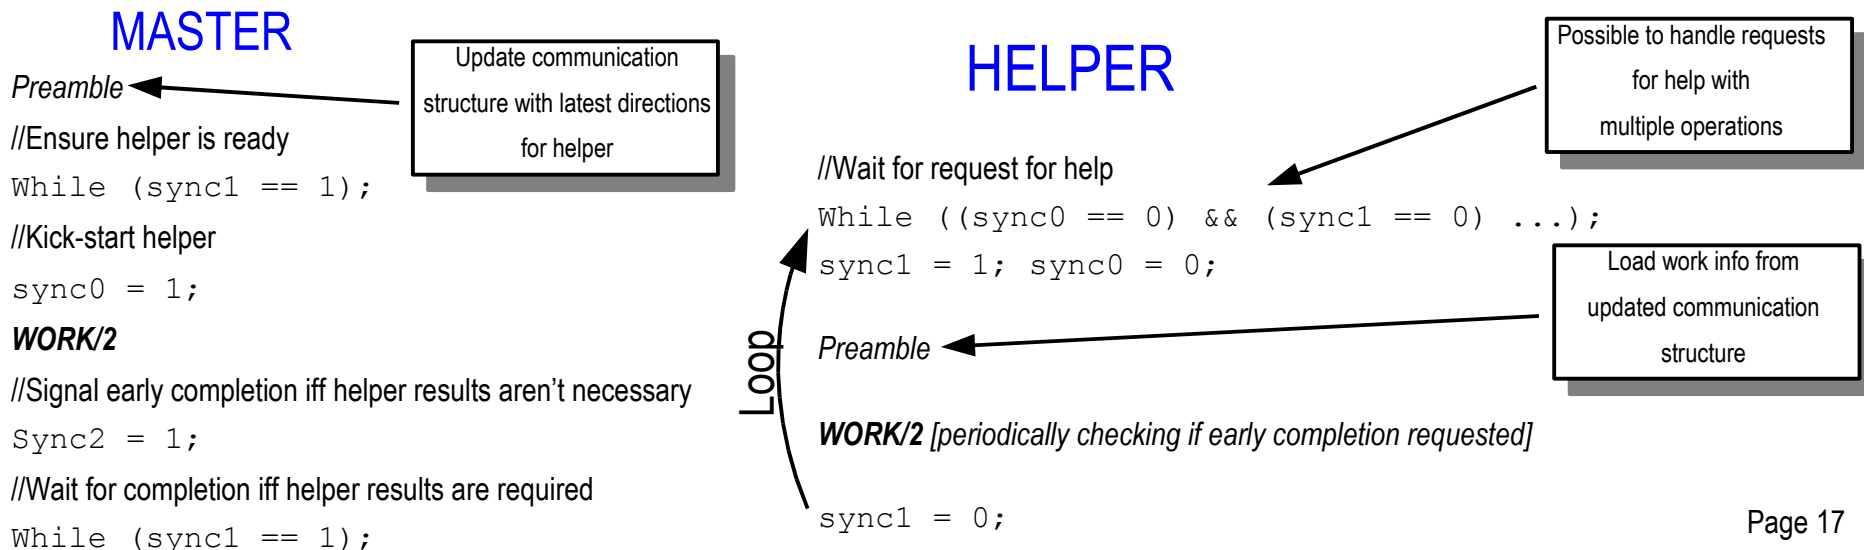 MASTER
Preamble
//Ensure helper is ready
While (sync1 == 1);
//Kick-start helper
sync0 = 1;
WORK/2
//Signal early completion iff helper results aren't necessary
Sync2 = 1;
//Wait for completion iff helper results are required
While (sync1 == 1);
Update communication
structure with latest directions
for helper
HELPER
//Wait for request for help
While ((sync0 == 0) && (sync1 == 0) ...);
sync1 = 1; sync0 = 0;
Preamble
WORK/2 [periodically checking if early completion requested]
sync1 = 0;
Loop
Possible to handle requests
for help with
multiple operations
Load work info from
updated communication
structure
Page 17